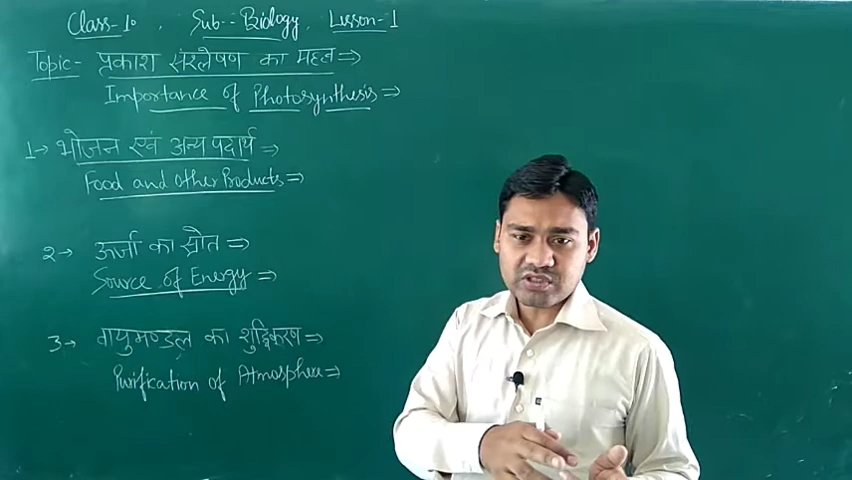 Class-10, Sub-- Biology, Lesson-1
Topic- प्रकाश संश्लेषण का महत्व ⇒
Importance of Photosynthesis ⇒
1→ भोजन एवं अन्य पदार्थ ⇒
Food and other Products ⇒
२→ ऊर्जा का स्रोत ⇒
Source of Energy ⇒
3→ वायुमण्डल का शुद्धिकरण ⇒
Purification of Atmosphere ⇒